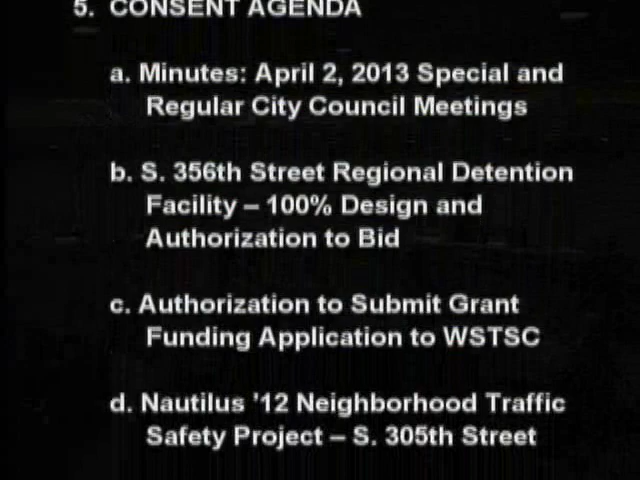 5. CONSENT AGENDA
a. Minutes: April 2, 2013 Special and
Regular City Council Meetings
b. S. 356th Street Regional Detention
Facility – 100% Design and
Authorization to Bid
c. Authorization to Submit Grant
Funding Application to WSTSC
d. Nautilus '12 Neighborhood Traffic
Safety Project – S. 305th Street